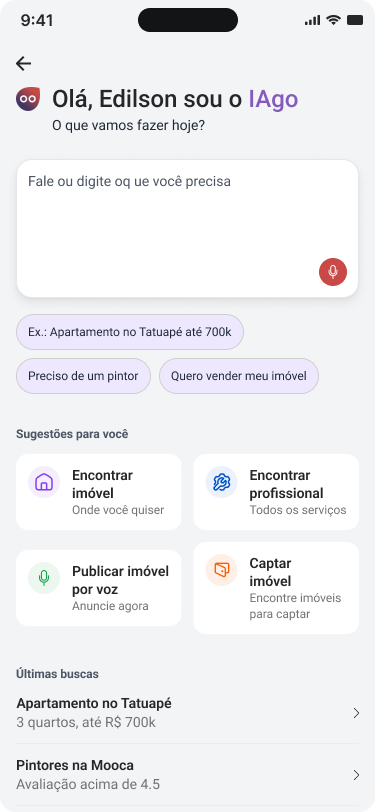 9:41
Olá, Edilson sou o IAgo
O que vamos fazer hoje?
Fale ou digite oq ue você precisa
Ex.: Apartamento no Tatuapé até 700k
Preciso de um pintor
Quero vender meu imóvel
Sugestões para você
Encontrar
imóvel
Onde você quiser
Encontrar
profissional
Todos os serviços
Publicar imóvel
por voz
Anuncie agora
Captar
imóvel
Encontre imóveis
para captar
Últimas buscas
Apartamento no Tatuapé
3 quartos, até R$ 700k
Pintores na Mooca
Avaliação acima de 4.5